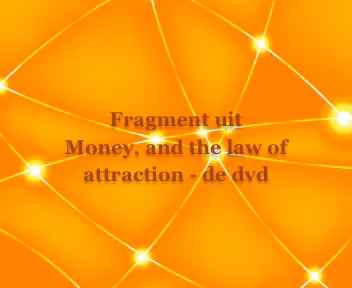 Fragment uit
Money, and the law of
attraction - de dvd